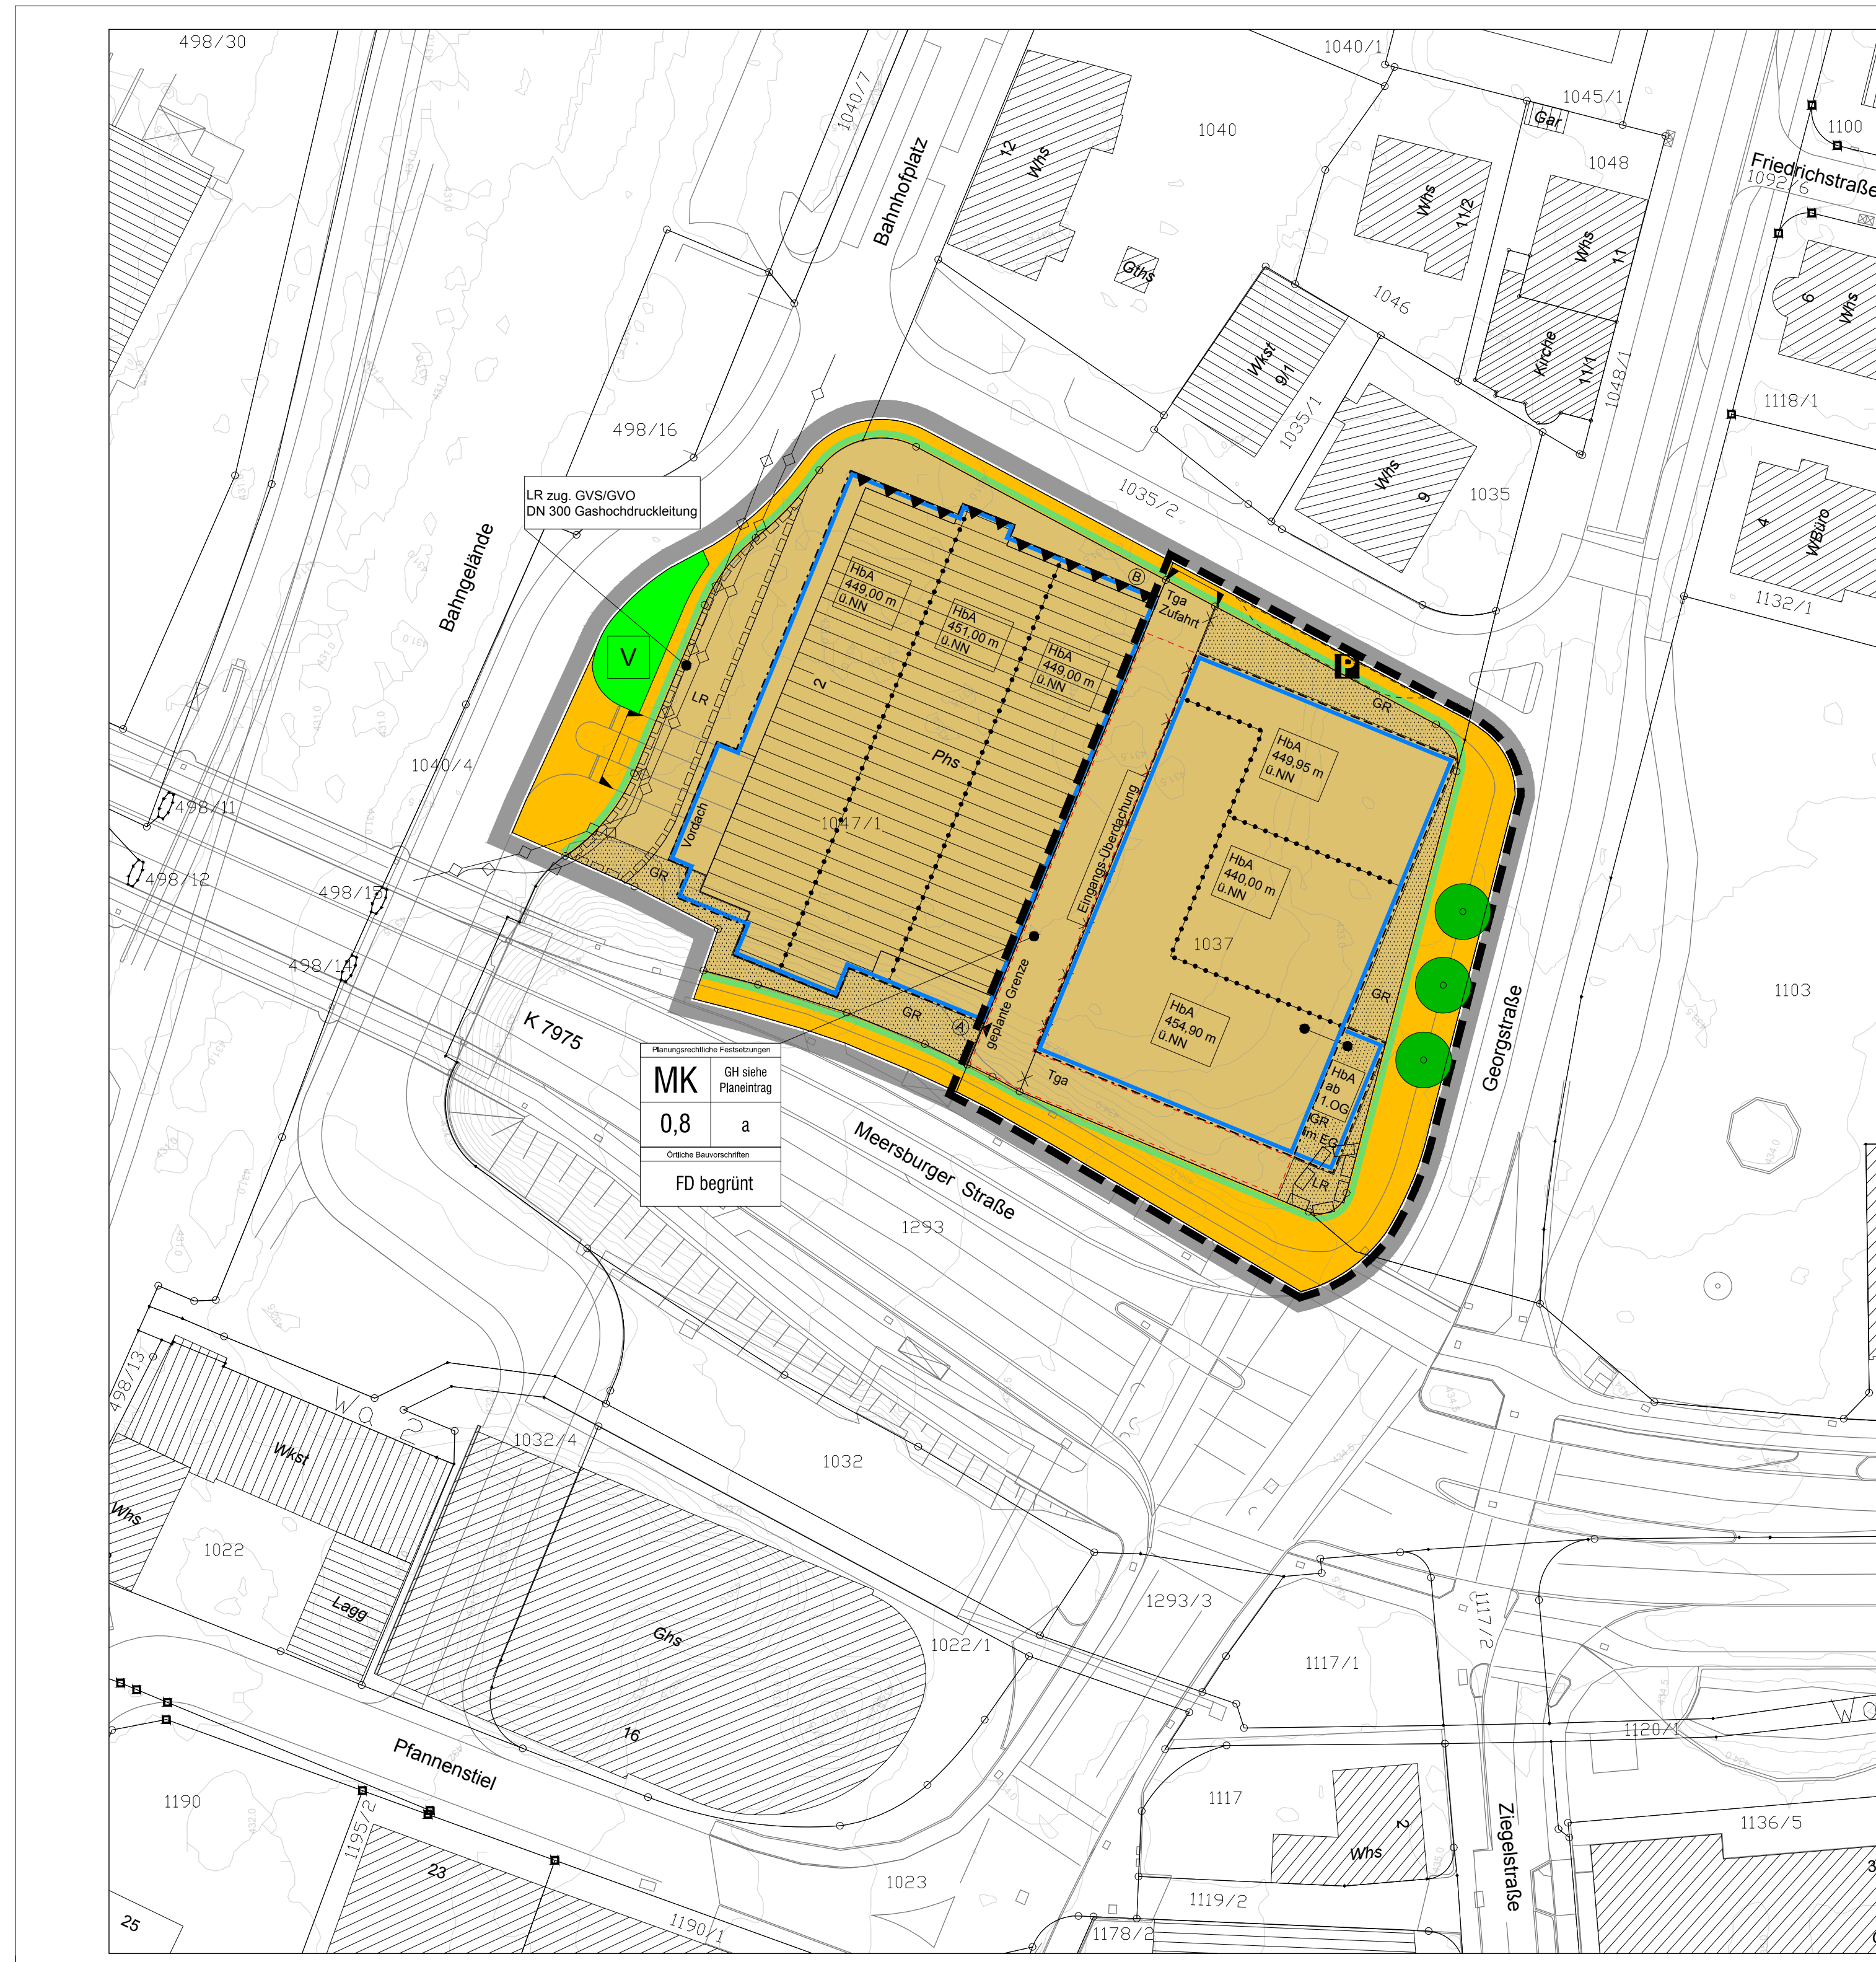 498/30
1040/7
Bahnhofplatz
12
Whs
1040
1040/1
1045/1
Gar
1048
1100
Friedrichstraße
1092/6
Whs
11/2
Whs
11
6
Whs
Gths
1046
Wkst
9/1
Kirche
11/1
1048/1
1118/1
498/16
1035/1
Whs
9
1035
1035/2
4
WBüro
1132/1
LR zug. GVS/GVO
DN 300 Gashochdruckleitung
Bahngelände
HbA
449,00 m
ü.NN
HbA
451,00 m
ü.NN
HbA
449,00 m
ü.NN
B
Tga
Zufahrt
P
V
LR
2
Phs
GR
HbA
449,95 m
ü.NN
1040/4
Vordach
1047/1
Eingangs-Überdachung
HbA
440,00 m
ü.NN
498/11
498/12
498/15
498/14
GR
1037
1103
GR
GR
A
geplante Grenze
HbA
454,90 m
ü.NN
Georgstraße
K 7975
Tga
HbA
ab
1.OG
GR
im EG
LR
Planungsrechtliche Festsetzungen
MK
GH siehe
Planeintrag
0,8
a
Örtliche Bauvorschriften
FD begrünt
Meersburger Straße
1293
498/13
Wkst
1032/4
1032
Whs
1022
Lagg
Ghs
1022/1
1293/3
1117/2
1117/1
16
1120/1
Pfannenstiel
1190
1195/2
23
25
1117
2
Whs
Ziegelstraße
1136/5
1023
1119/2
1190/1
1178/2